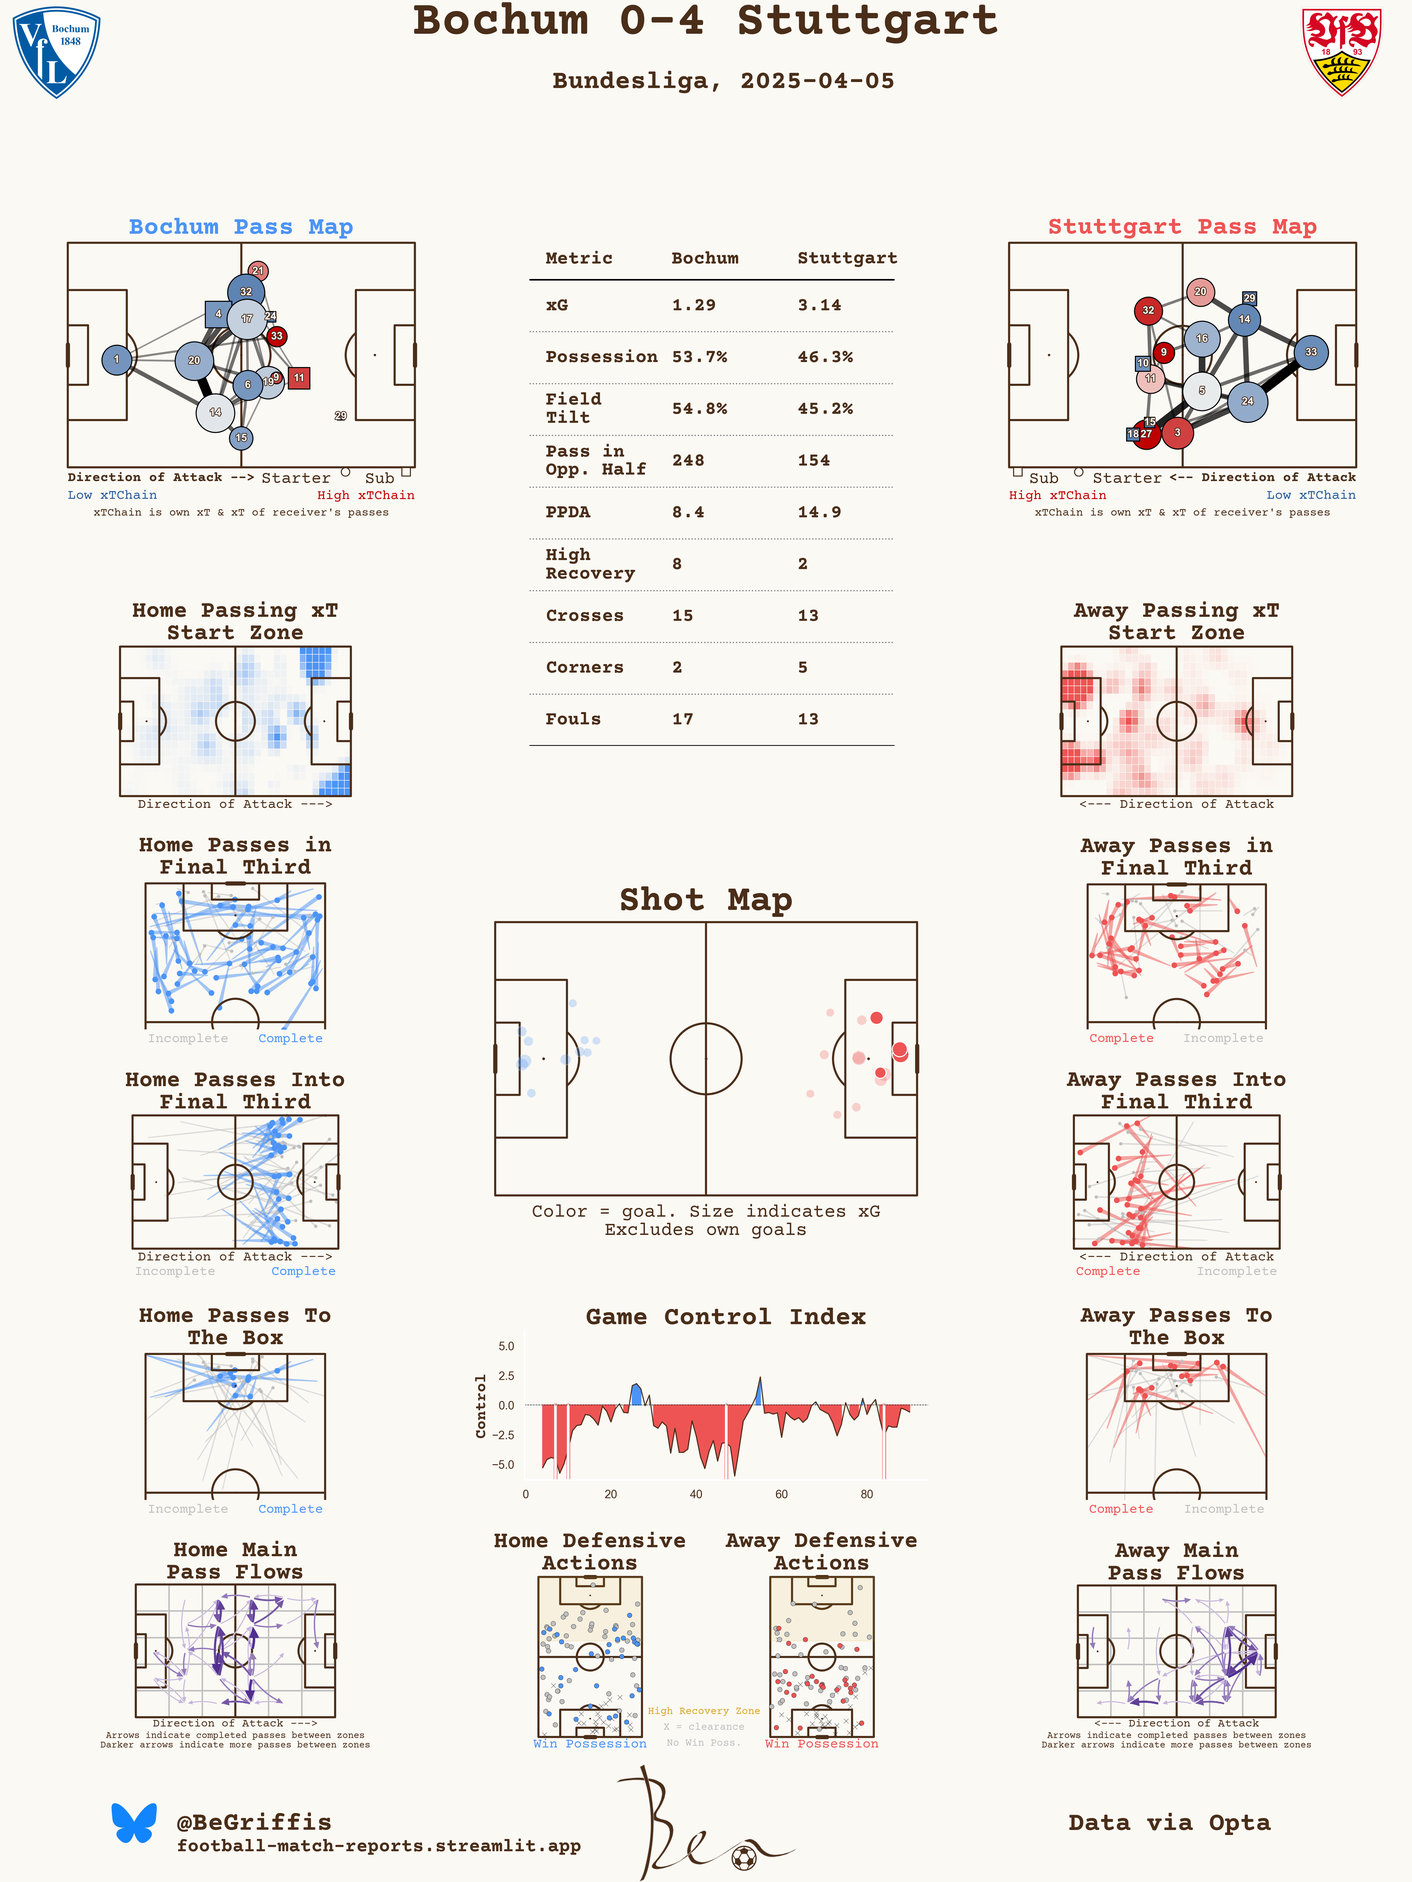 Bochum 0-4 Stuttgart
Bundesliga, 2025-04-05
VfL
Bochum
1848
VfB
18 93
Bochum Pass Map
21
32
4
17
24
33
1
20
6
19
9
11
14
15
29
Direction of Attack --> Starter Sub
Low xTChain High xTChain
xTChain is own xT & xT of receiver's passes
Metric Bochum Stuttgart
xG 1.29 3.14
Possession 53.7% 46.3%
Field
Tilt 54.8% 45.2%
Pass in
Opp. Half 248 154
PPDA 8.4 14.9
High
Recovery 8 2
Crosses 15 13
Corners 2 5
Fouls 17 13
Stuttgart Pass Map
20
29
32
14
16
9
33
10
11
5
24
15
18
27
3
Sub Starter <-- Direction of Attack
High xTChain Low xTChain
xTChain is own xT & xT of receiver's passes
Home Passing xT
Start Zone
Direction of Attack --->
Away Passing xT
Start Zone
<--- Direction of Attack
Home Passes in
Final Third
Incomplete Complete
Away Passes in
Final Third
Complete Incomplete
Shot Map
Color = goal. Size indicates xG
Excludes own goals
Home Passes Into
Final Third
Direction of Attack --->
Incomplete Complete
Away Passes Into
Final Third
<--- Direction of Attack
Complete Incomplete
Home Passes To
The Box
Incomplete Complete
Game Control Index
Control
5.0
2.5
0.0
−2.5
−5.0
0 20 40 60 80
Away Passes To
The Box
Complete Incomplete
Home Main
Pass Flows
Direction of Attack --->
Arrows indicate completed passes between zones
Darker arrows indicate more passes between zones
Home Defensive
Actions
Win Possession
High Recovery Zone
X = clearance
No Win Poss.
Away Defensive
Actions
Win Possession
Away Main
Pass Flows
<--- Direction of Attack
Arrows indicate completed passes between zones
Darker arrows indicate more passes between zones
@BeGriffis
football-match-reports.streamlit.app
Ben
Data via Opta